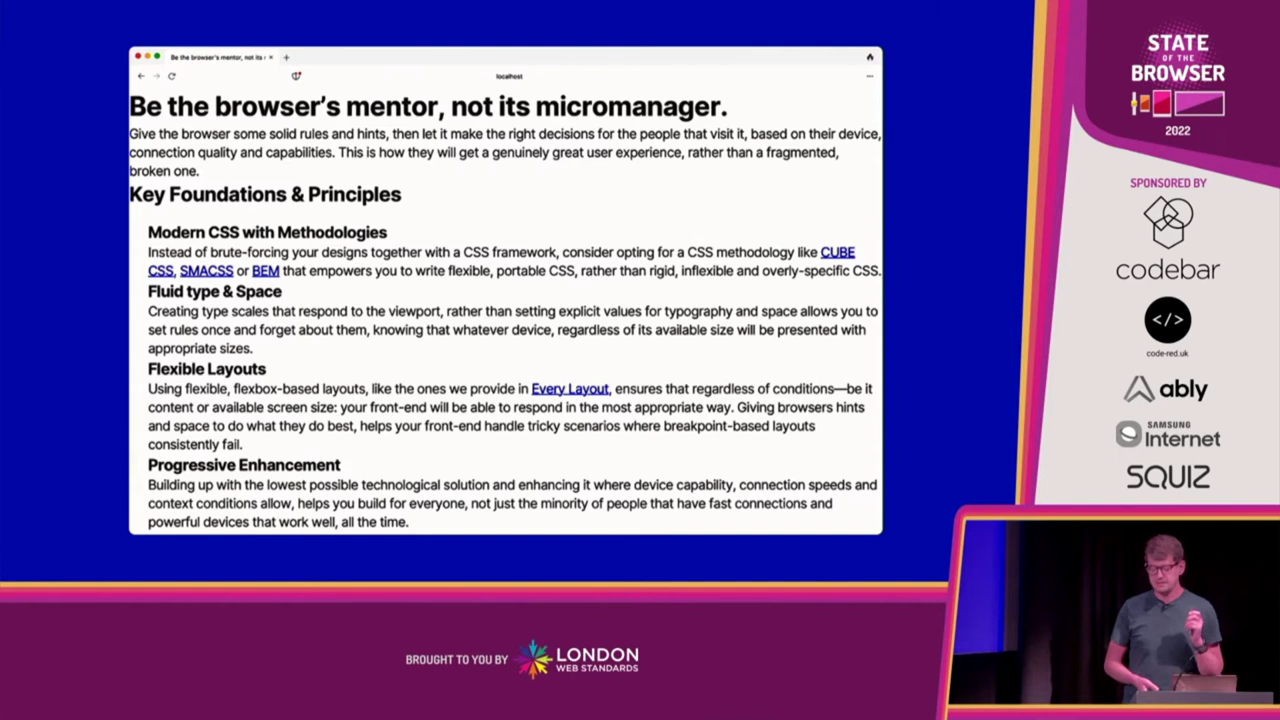 Be the browser's mentor, not its
localhost
Be the browser's mentor, not its micromanager.
Give the browser some solid rules and hints, then let it make the right decisions for the people that visit it, based on their device,
connection quality and capabilities. This is how they will get a genuinely great user experience, rather than a fragmented,
broken one.
Key Foundations & Principles
Modern CSS with Methodologies
Instead of brute-forcing your designs together with a CSS framework, consider opting for a CSS methodology like CUBE
CSS, SMACSS or BEM that empowers you to write flexible, portable CSS, rather than rigid, inflexible and overly-specific CSS.
Fluid type & Space
Creating type scales that respond to the viewport, rather than setting explicit values for typography and space allows you to
set rules once and forget about them, knowing that whatever device, regardless of its available size will be presented with
appropriate sizes.
Flexible Layouts
Using flexible, flexbox-based layouts, like the ones we provide in Every Layout, ensures that regardless of conditions—be it
content or available screen size: your front-end will be able to respond in the most appropriate way. Giving browsers hints
and space to do what they do best, helps your front-end handle tricky scenarios where breakpoint-based layouts
consistently fail.
Progressive Enhancement
Building up with the lowest possible technological solution and enhancing it where device capability, connection speeds and
context conditions allow, helps you build for everyone, not just the minority of people that have fast connections and
powerful devices that work well, all the time.
STATE
OF THE
BROWSER
2022
SPONSORED BY
codebar
</>
code-red.uk
ably
SAMSUNG
Internet
SQUIZ
BROUGHT TO YOU BY
LONDON
WEB STANDARDS